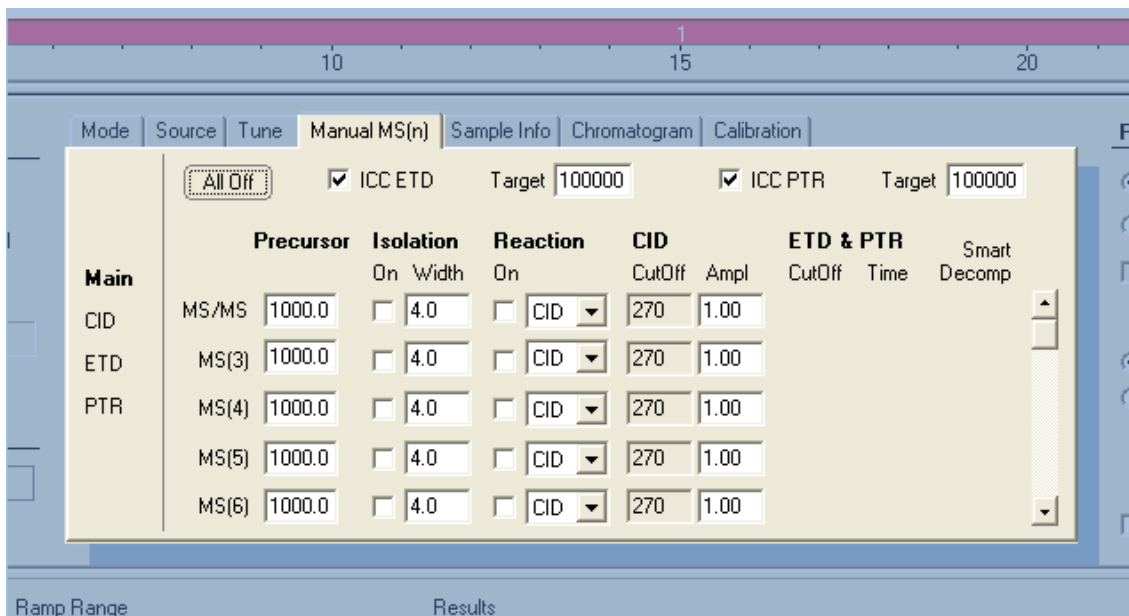 1
10 15 20
Mode Source Tune Manual MS(n) Sample Info Chromatogram Calibration
All Off ICC ETD Target 100000 ICC PTR Target 100000
Precursor Isolation Reaction CID ETD & PTR
On Width On CutOff Ampl CutOff Time Smart Decomp
Main
CID
ETD
PTR
MS/MS 1000.0 4.0 CID 270 1.00
MS(3) 1000.0 4.0 CID 270 1.00
MS(4) 1000.0 4.0 CID 270 1.00
MS(5) 1000.0 4.0 CID 270 1.00
MS(6) 1000.0 4.0 CID 270 1.00
Ramp Range Results